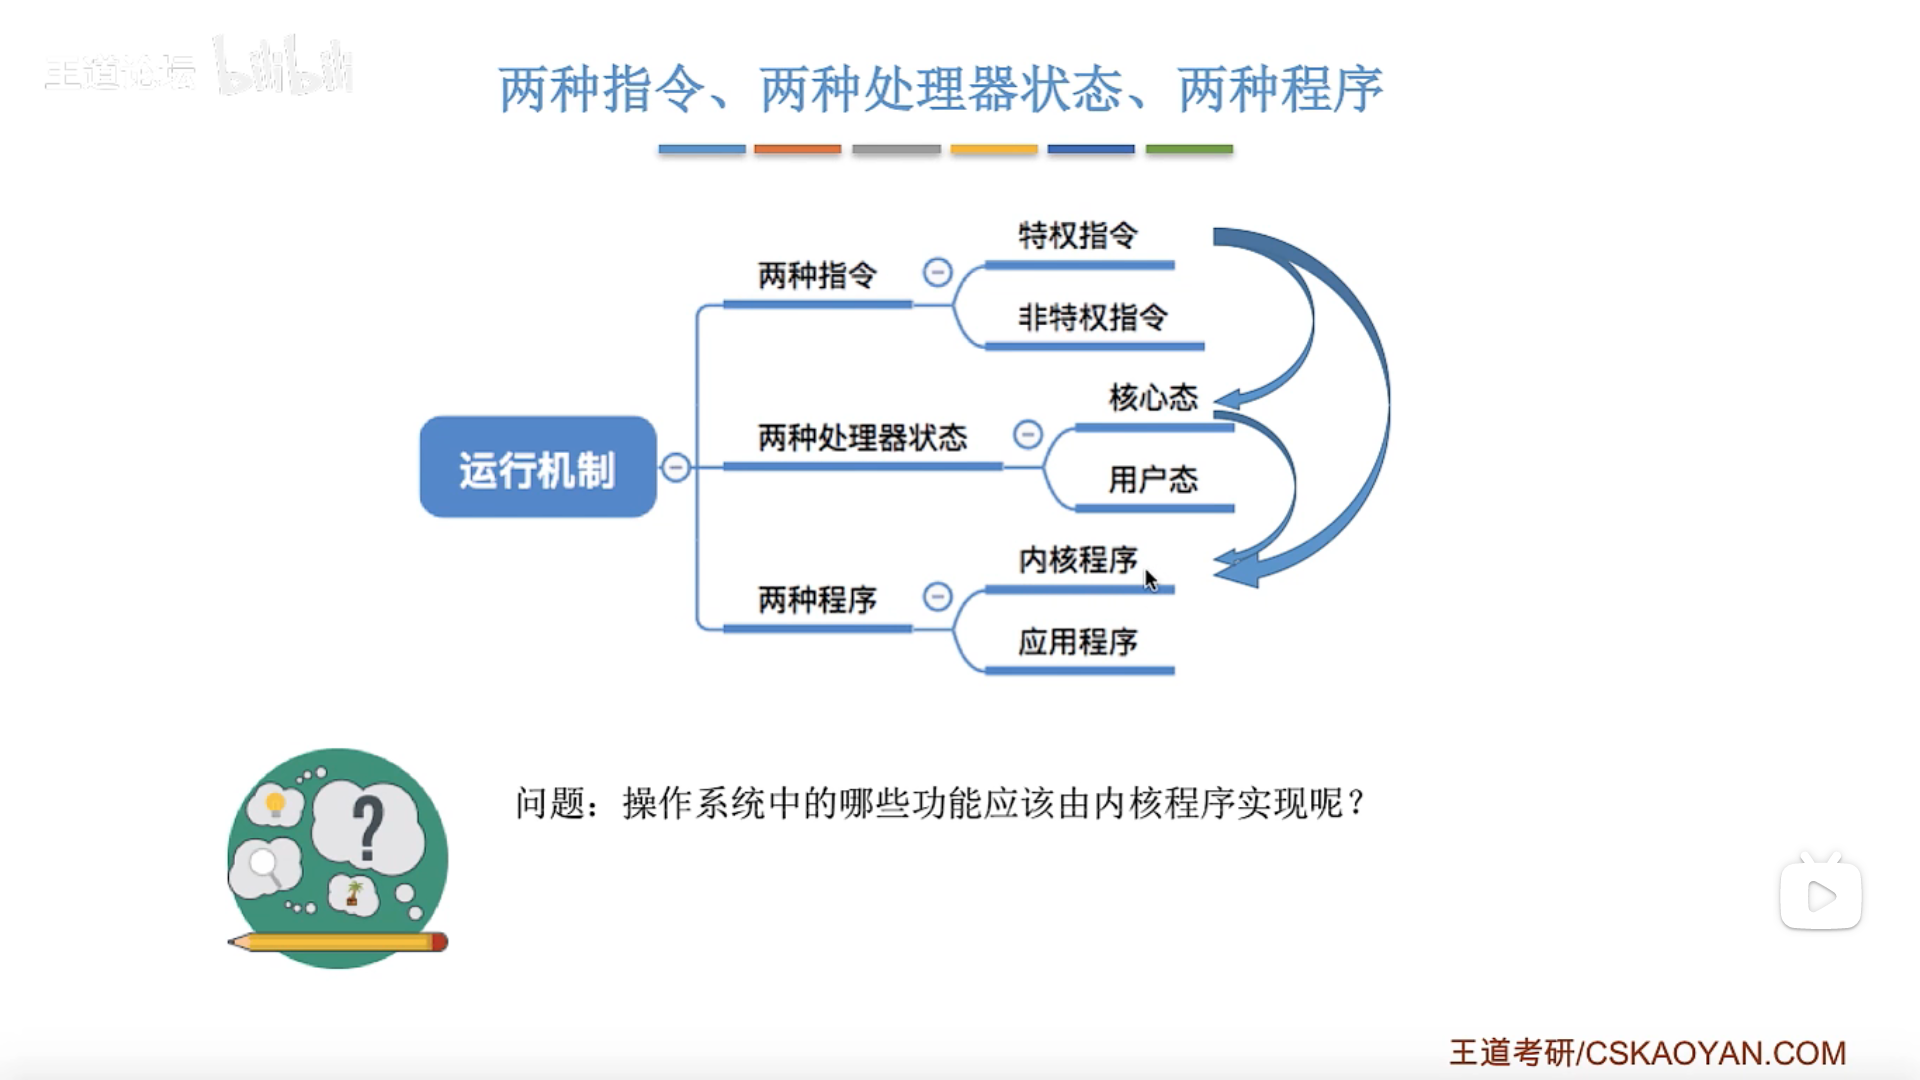 王道论坛 bilibili
两种指令、两种处理器状态、两种程序
特权指令
两种指令
非特权指令
核心态
两种处理器状态
运行机制
用户态
内核程序
两种程序
应用程序
?
问题：操作系统中的哪些功能应该由内核程序实现呢？
王道考研/CSKAOYAN.COM